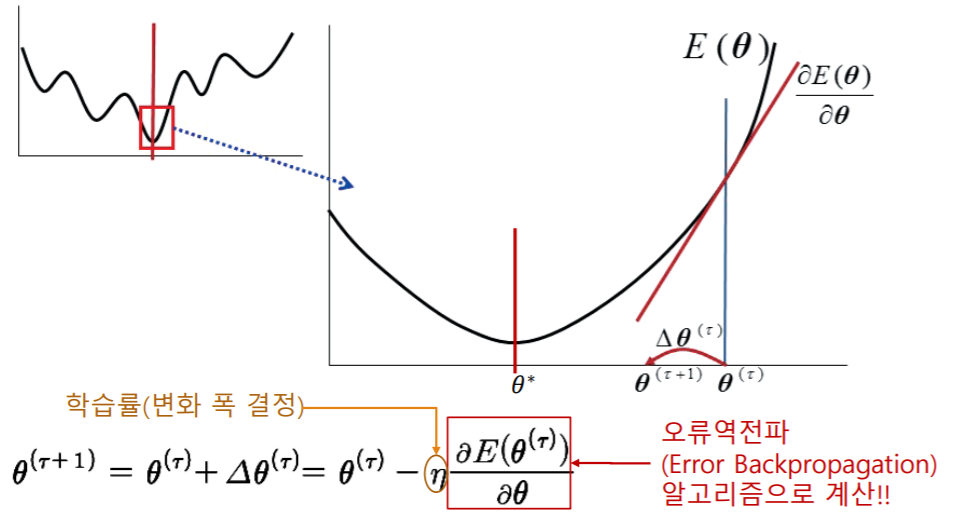 E(θ)
∂E(θ)
∂θ
Δθ^(τ)
θ*
θ^(τ+1)
θ^(τ)
학습률(변화 폭 결정)
θ^(τ+1) = θ^(τ) + Δθ^(τ) = θ^(τ) − η ∂E(θ^(τ)) / ∂θ
오류역전파
(Error Backpropagation)
알고리즘으로 계산!!